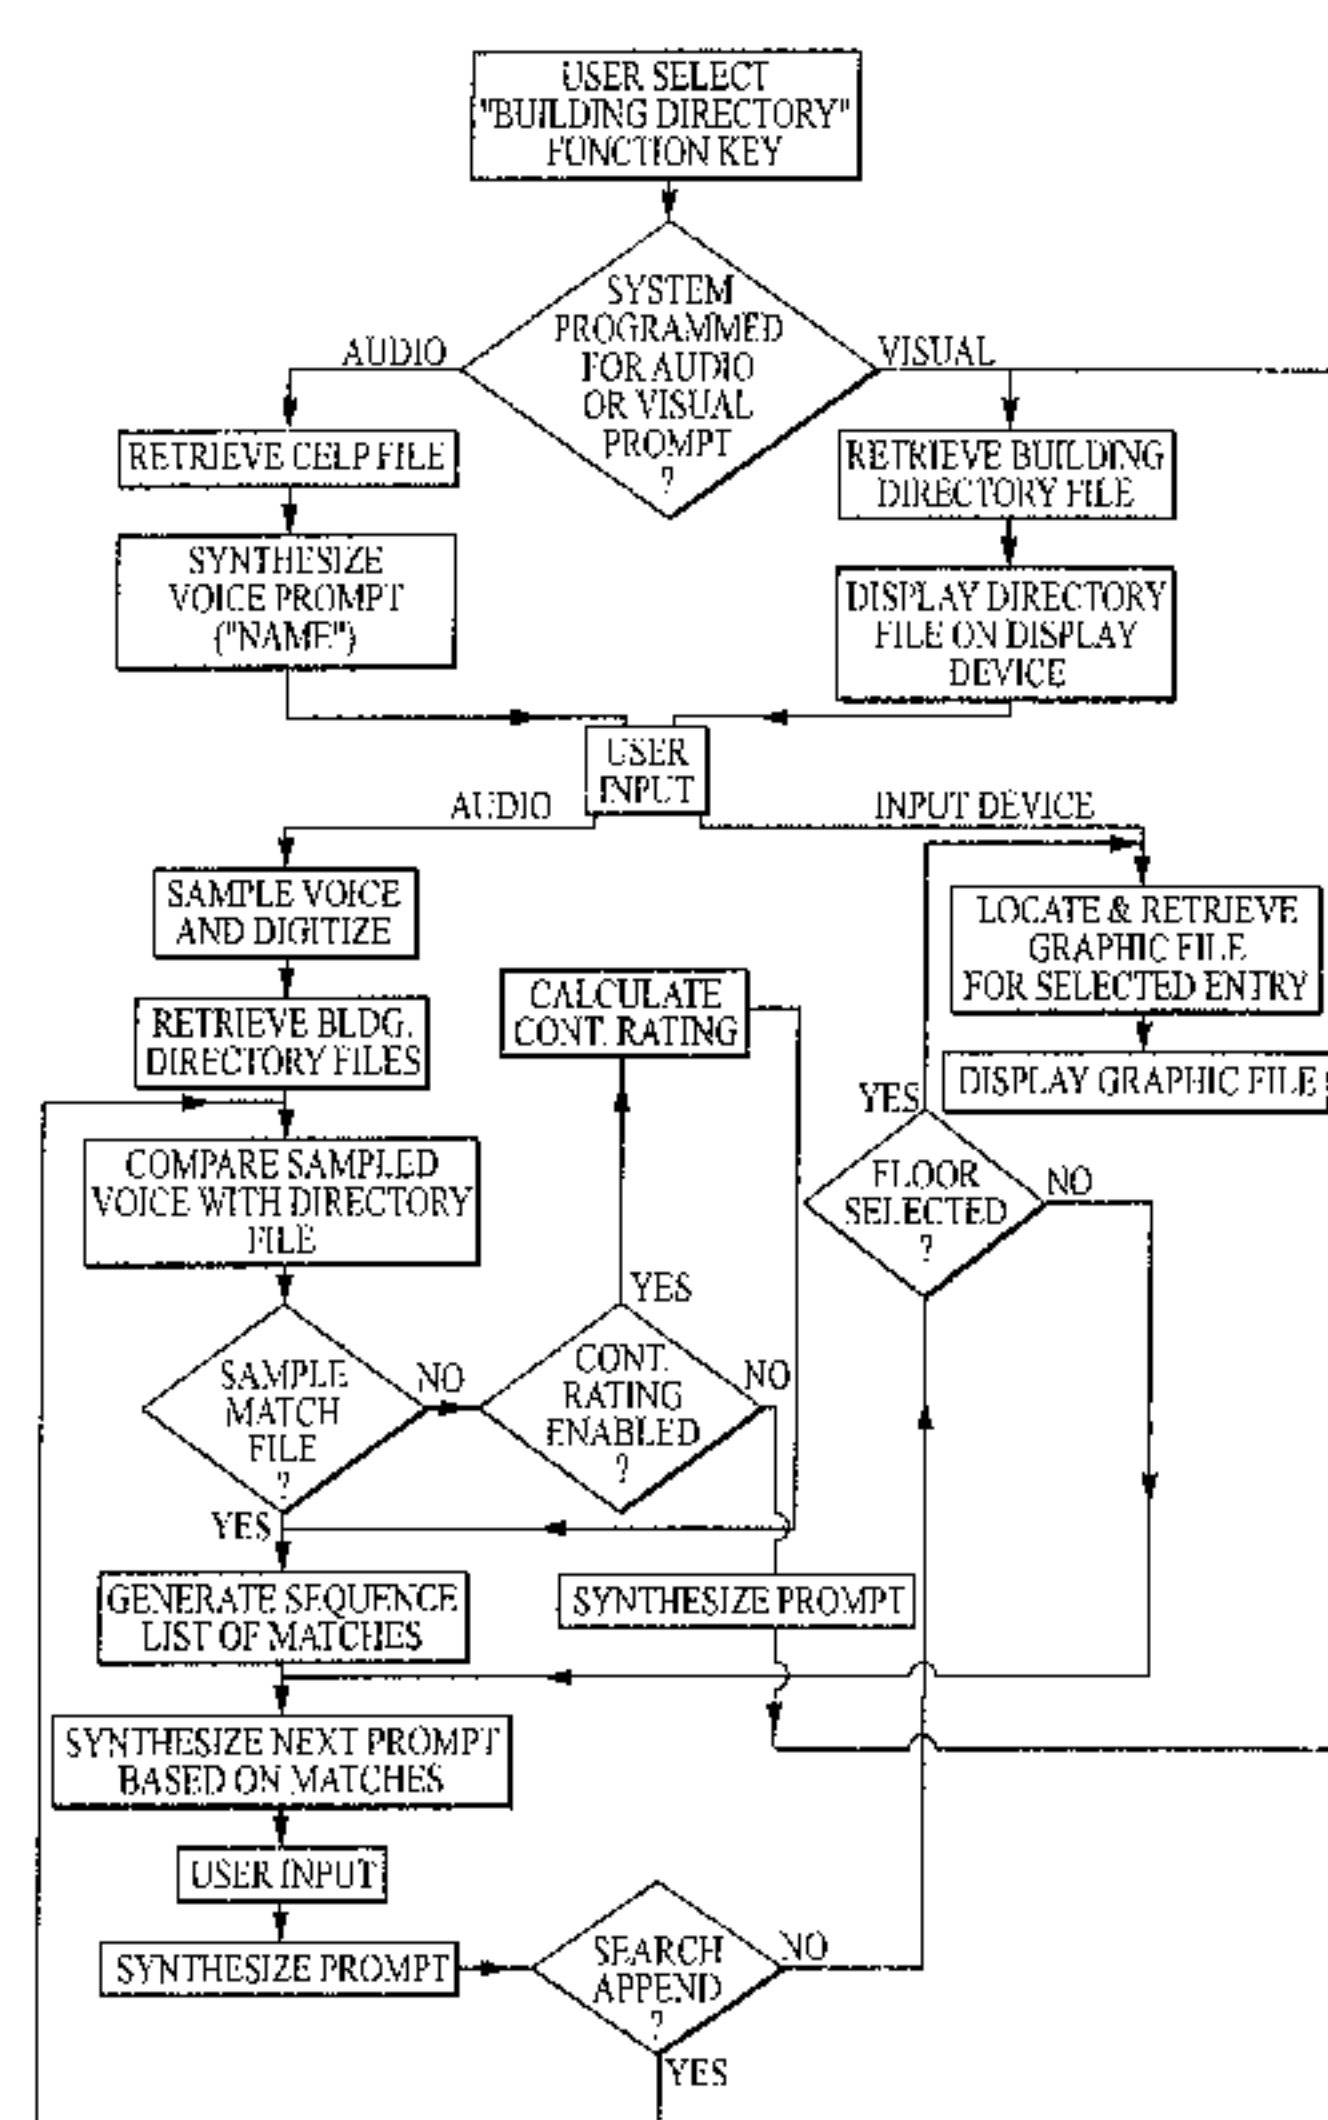 USER SELECT
"BUILDING DIRECTORY"
FUNCTION KEY
SYSTEM
PROGRAMMED
FOR AUDIO
OR VISUAL
PROMPT
?
AUDIO
VISUAL
RETRIEVE CELP FILE
RETRIEVE BUILDING
DIRECTORY FILE
SYNTHESIZE
VOICE PROMPT
("NAME")
DISPLAY DIRECTORY
FILE ON DISPLAY
DEVICE
USER
INPUT
AUDIO
INPUT DEVICE
SAMPLE VOICE
AND DIGITIZE
LOCATE & RETRIEVE
GRAPHIC FILE
FOR SELECTED ENTRY
CALCULATE
CONT. RATING
RETRIEVE BLDG.
DIRECTORY FILES
DISPLAY GRAPHIC FILE
YES
COMPARE SAMPLED
VOICE WITH DIRECTORY
FILE
FLOOR
SELECTED
?
NO
YES
SAMPLE
MATCH
FILE
?
NO
CONT.
RATING
ENABLED
?
NO
YES
GENERATE SEQUENCE
LIST OF MATCHES
SYNTHESIZE PROMPT
SYNTHESIZE NEXT PROMPT
BASED ON MATCHES
USER INPUT
SYNTHESIZE PROMPT
SEARCH
APPEND
?
NO
YES